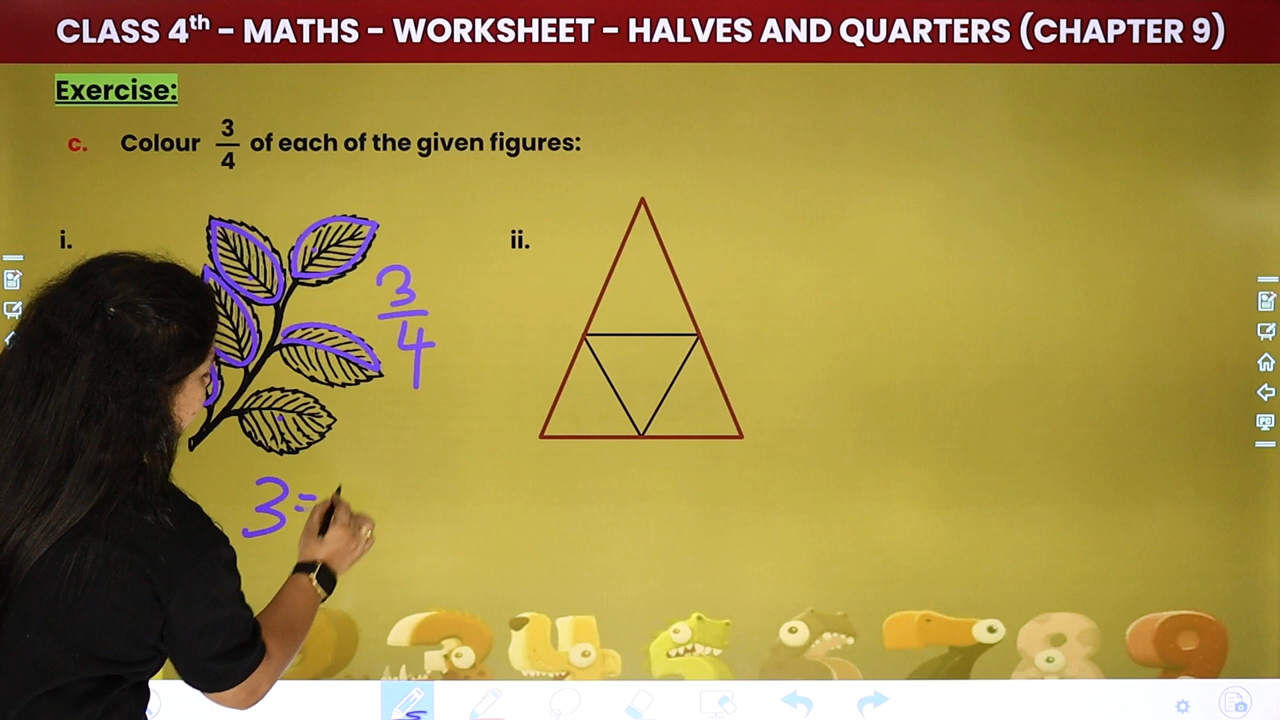 CLASS 4th - MATHS - WORKSHEET - HALVES AND QUARTERS (CHAPTER 9)
Exercise:
c. Colour 3/4 of each of the given figures:
i.
ii.
3/4
3=